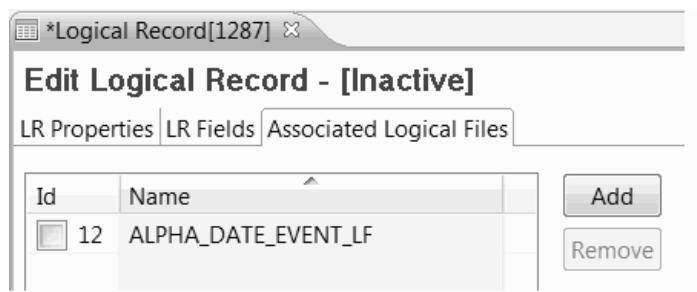 *Logical Record[1287]
Edit Logical Record - [Inactive]
LR Properties LR Fields Associated Logical Files
Id Name Add
12 ALPHA_DATE_EVENT_LF
Remove